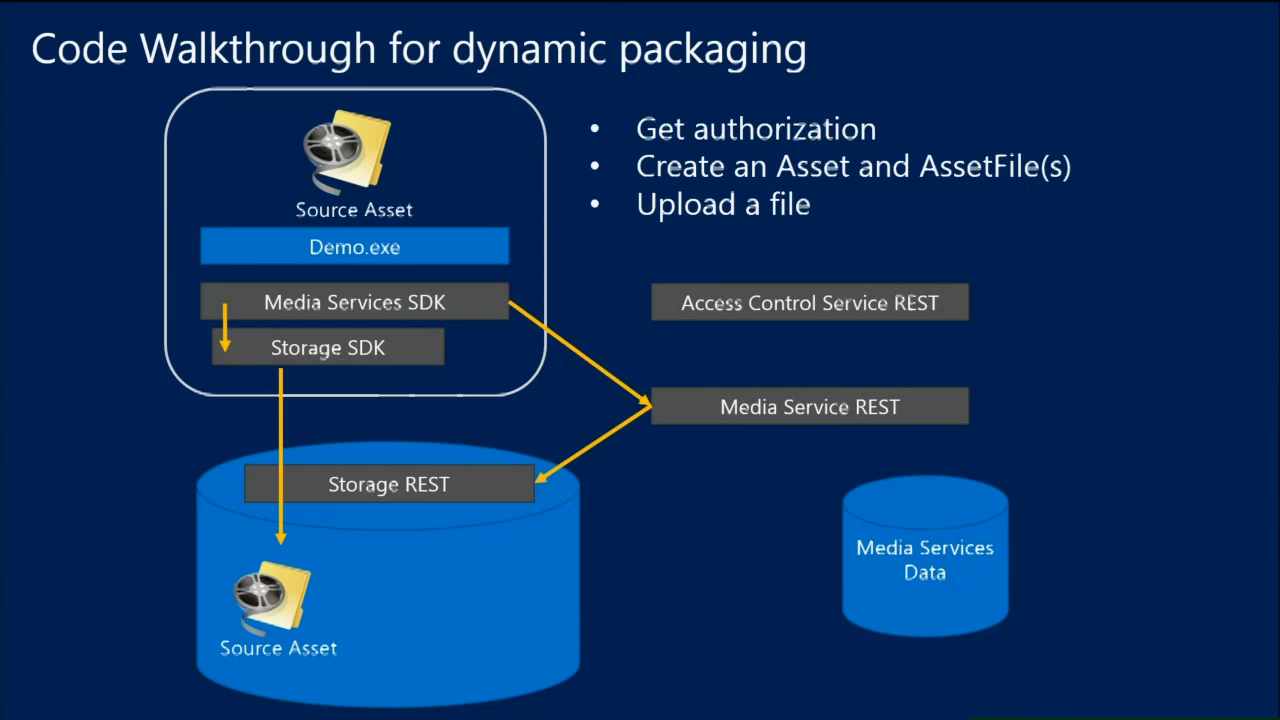 Code Walkthrough for dynamic packaging
Source Asset
Demo.exe
Media Services SDK
Storage SDK
• Get authorization
• Create an Asset and AssetFile(s)
• Upload a file
Access Control Service REST
Media Service REST
Storage REST
Source Asset
Media Services
Data